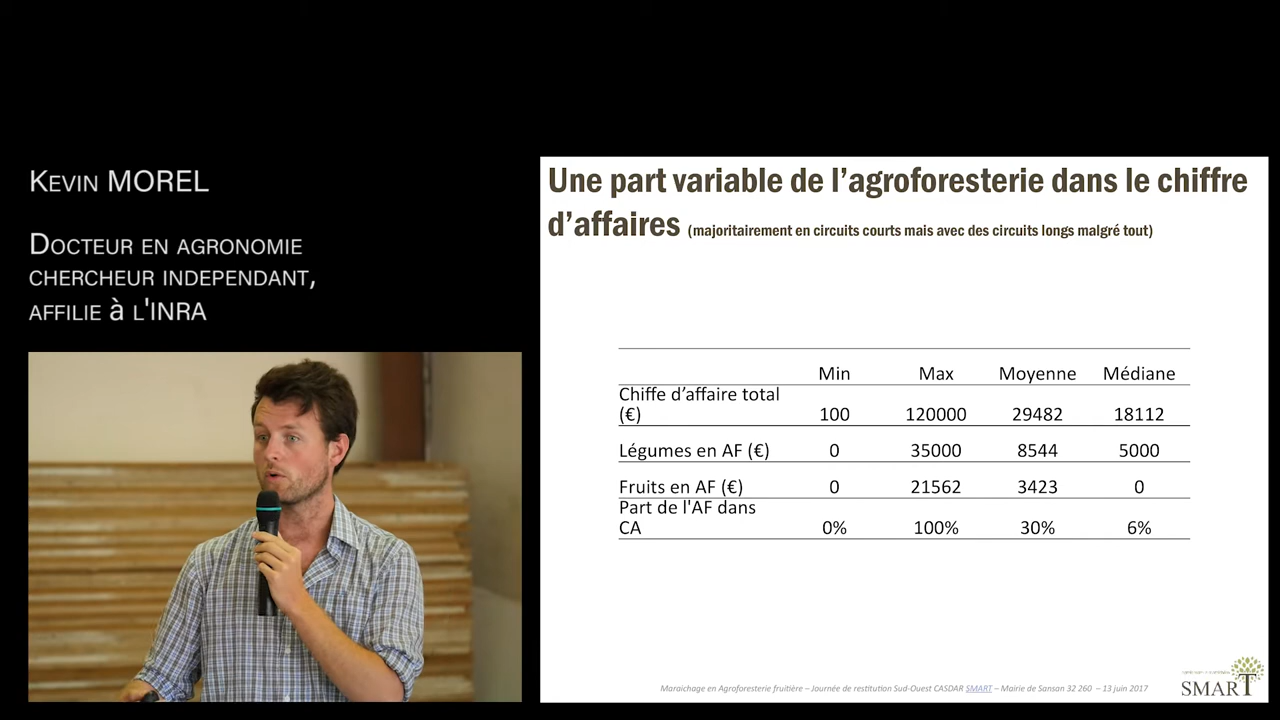 Kevin MOREL
Docteur en agronomie
chercheur independant,
affilie à l'INRA
Une part variable de l'agroforesterie dans le chiffre
d'affaires (majoritairement en circuits courts mais avec des circuits longs malgré tout)
Min Max Moyenne Médiane
Chiffe d'affaire total
(€) 100 120000 29482 18112
Légumes en AF (€) 0 35000 8544 5000
Fruits en AF (€) 0 21562 3423 0
Part de l'AF dans
CA 0% 100% 30% 6%
Maraichage en Agroforesterie fruitière – Journée de restitution Sud-Ouest CASDAR SMART – Mairie de Sansan 32 260 – 13 juin 2017
SMART